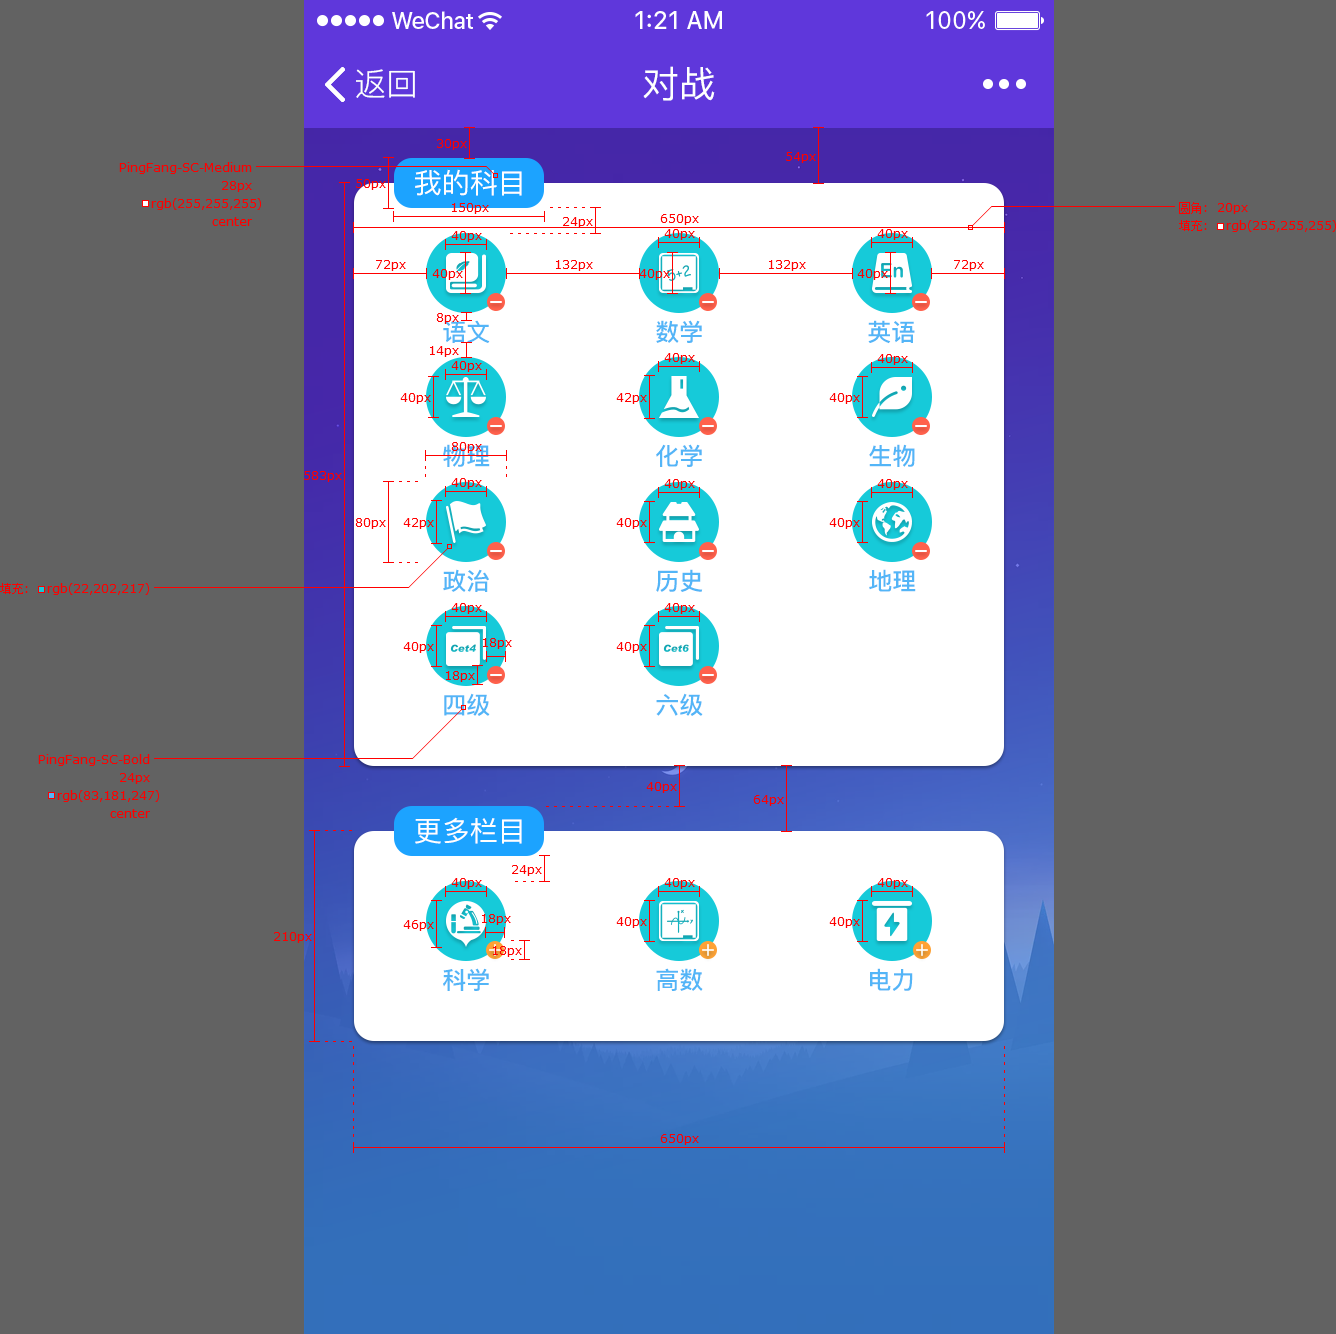 WeChat
1:21 AM
100%
返回
对战
30px
54px
PingFang-SC-Medium
28px
rgb(255,255,255)
center
50px
我的科目
150px
24px
650px
圆角: 20px
填充: rgb(255,255,255)
40px
40px
40px
72px
132px
132px
72px
40px
40px
40px
5+2
En
8px
语文
数学
英语
14px
40px
40px
40px
40px
42px
40px
物理
化学
生物
80px
583px
40px
40px
40px
80px
42px
40px
40px
政治
历史
地理
填充: rgb(22,202,217)
40px
40px
40px
Cet4
18px
40px
Cet6
18px
四级
六级
PingFang-SC-Bold
24px
rgb(83,181,247)
center
40px
64px
更多栏目
24px
40px
40px
40px
46px
18px
40px
40px
18px
210px
科学
高数
电力
650px